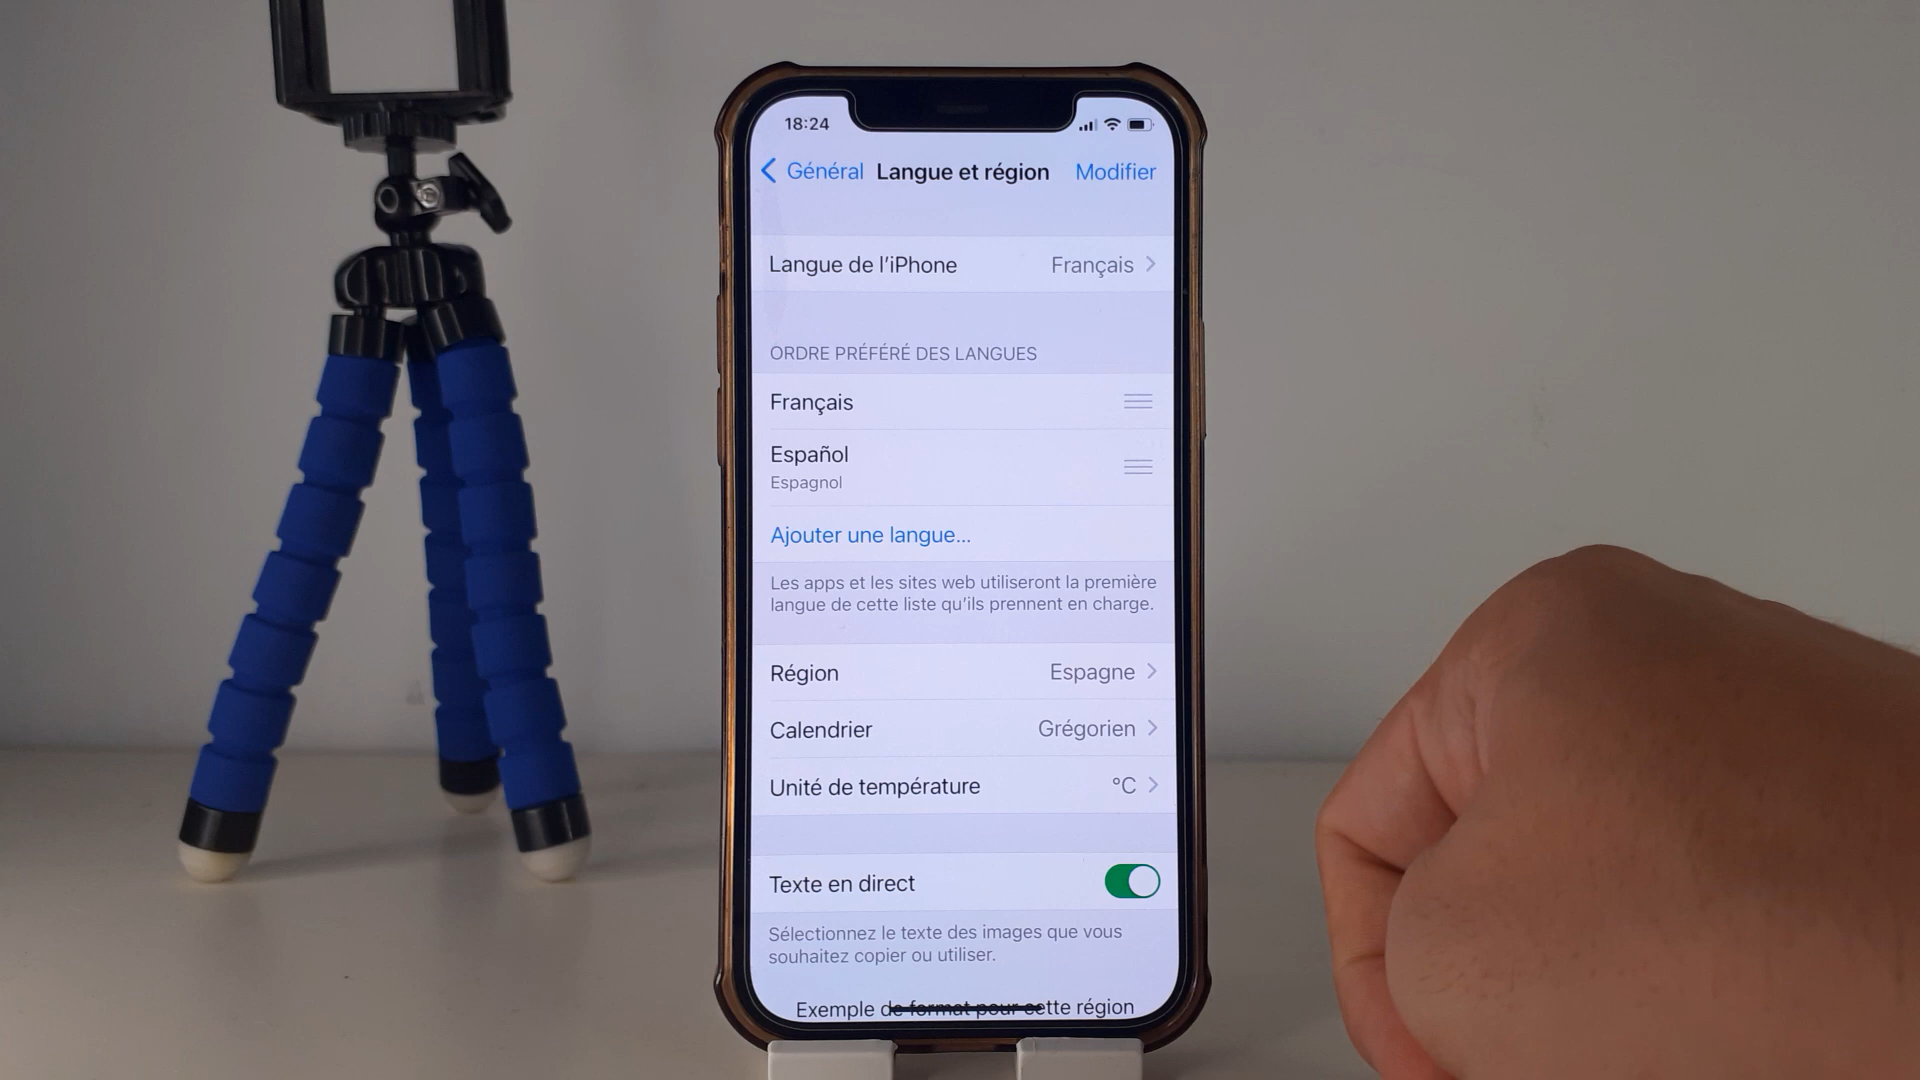 18:24
Général Langue et région Modifier
Langue de l'iPhone Français
ORDRE PRÉFÉRÉ DES LANGUES
Français
Español
Espagnol
Ajouter une langue...
Les apps et les sites web utiliseront la première
langue de cette liste qu'ils prennent en charge.
Région Espagne
Calendrier Grégorien
Unité de température °C
Texte en direct
Sélectionnez le texte des images que vous
souhaitez copier ou utiliser.
Exemple de format pour cette région